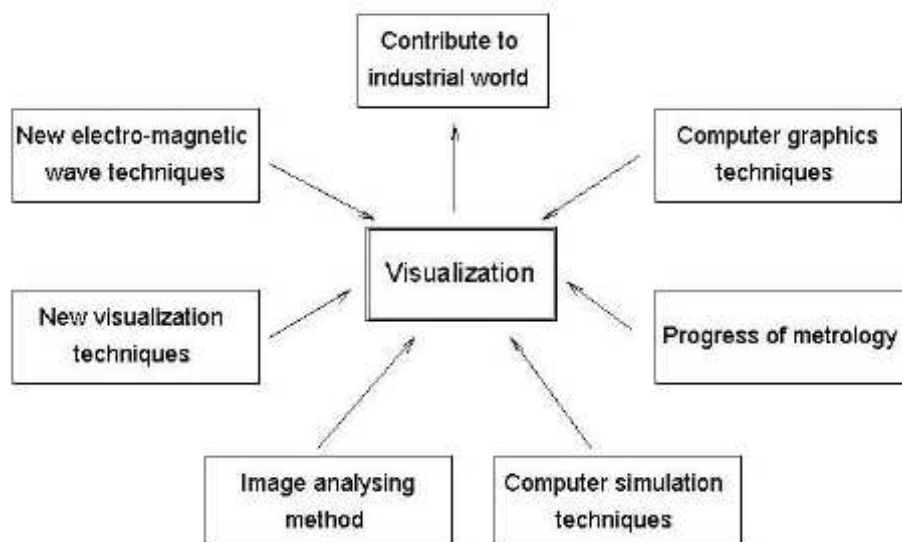 Contribute to
industrial world
New electro-magnetic
wave techniques
Computer graphics
techniques
Visualization
New visualization
techniques
Progress of metrology
Image analysing
method
Computer simulation
techniques